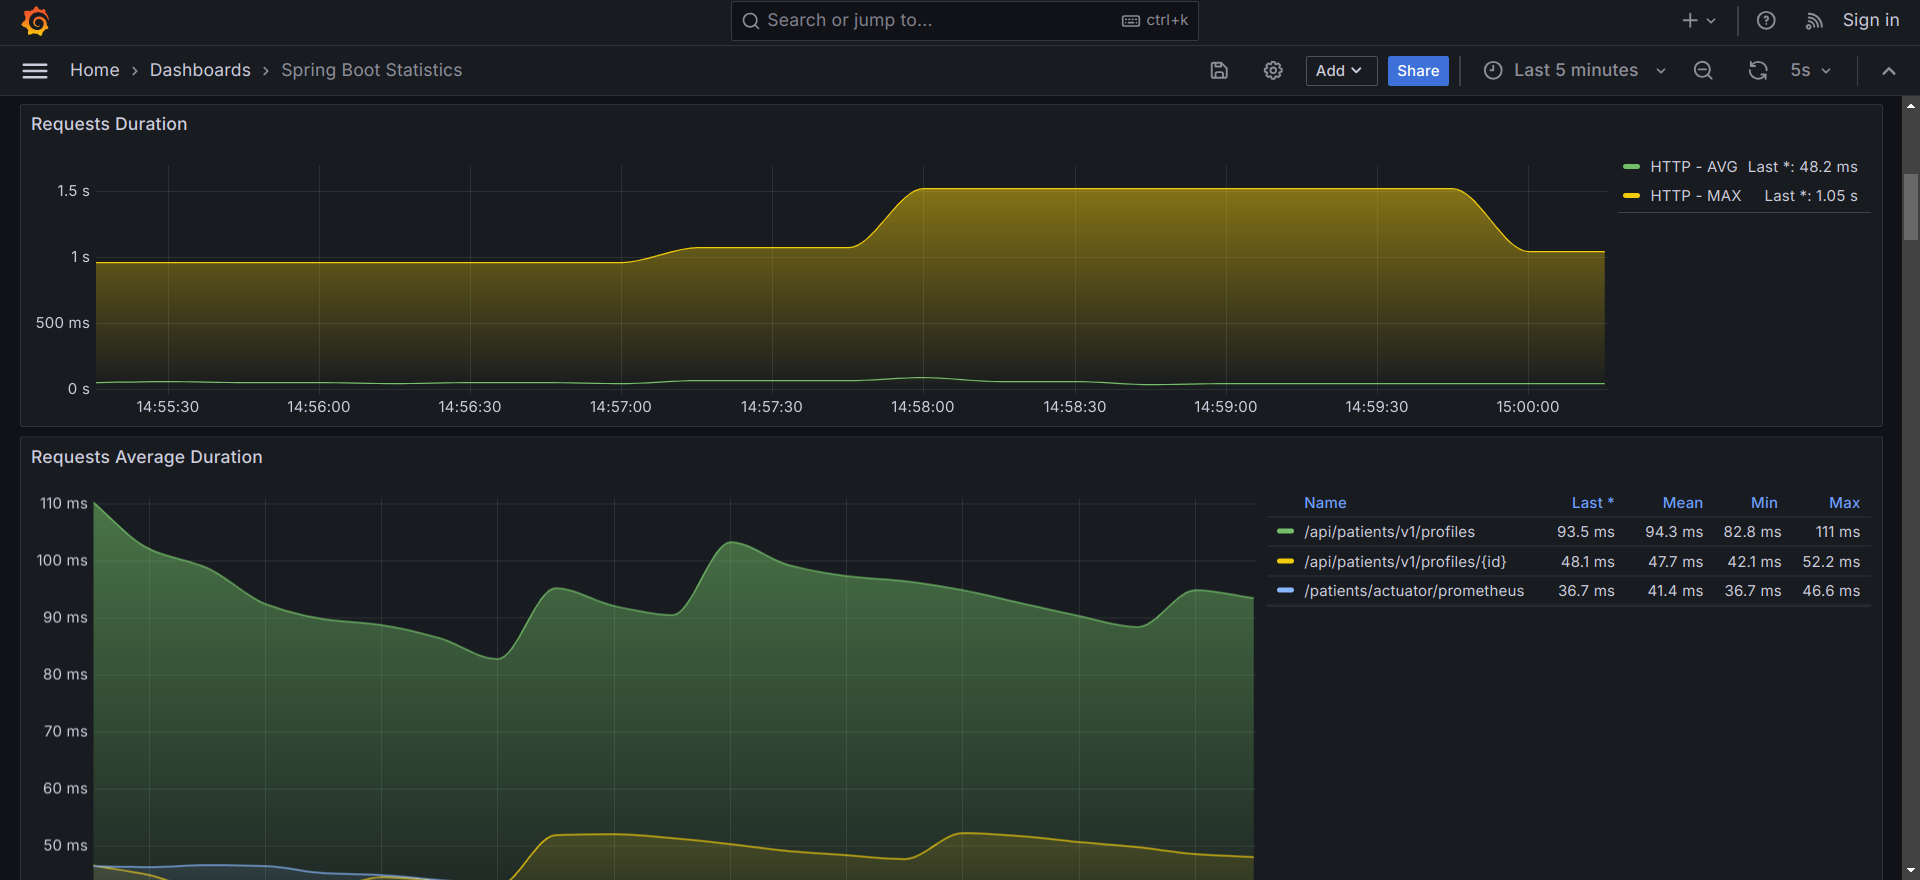 Search or jump to... ctrl+k Sign in
Home › Dashboards › Spring Boot Statistics Add Share Last 5 minutes 5s
Requests Duration
1.5 s
1 s
500 ms
0 s
14:55:30 14:56:00 14:56:30 14:57:00 14:57:30 14:58:00 14:58:30 14:59:00 14:59:30 15:00:00
HTTP - AVG Last *: 48.2 ms
HTTP - MAX Last *: 1.05 s
Requests Average Duration
110 ms
100 ms
90 ms
80 ms
70 ms
60 ms
50 ms
Name Last * Mean Min Max
/api/patients/v1/profiles 93.5 ms 94.3 ms 82.8 ms 111 ms
/api/patients/v1/profiles/{id} 48.1 ms 47.7 ms 42.1 ms 52.2 ms
/patients/actuator/prometheus 36.7 ms 41.4 ms 36.7 ms 46.6 ms